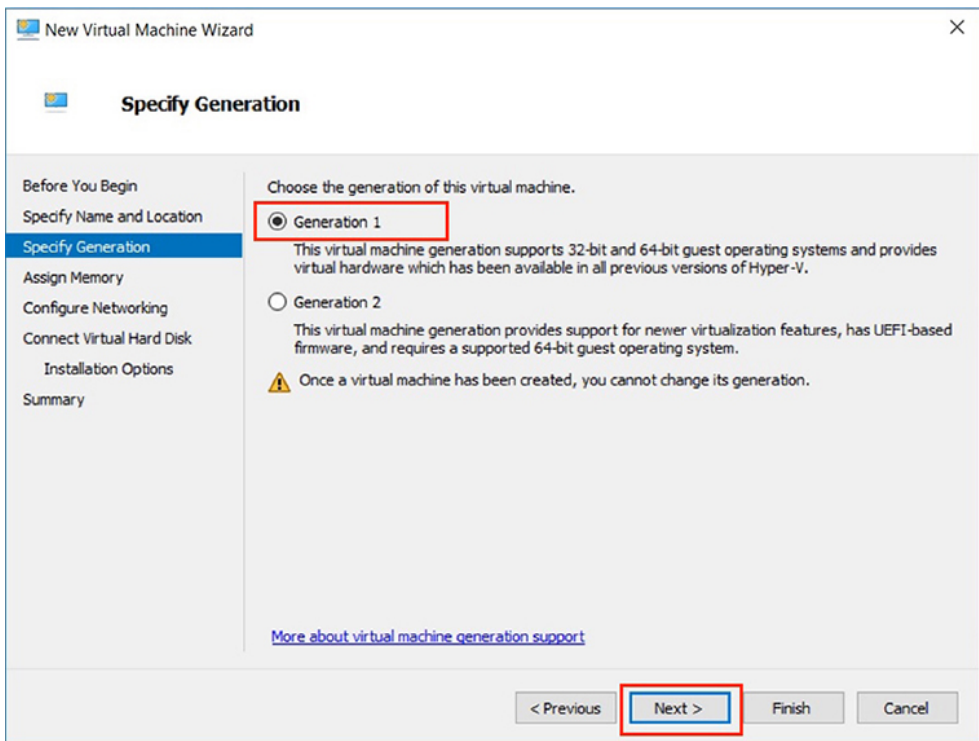 New Virtual Machine Wizard
Specify Generation
Before You Begin
Specify Name and Location
Specify Generation
Assign Memory
Configure Networking
Connect Virtual Hard Disk
Installation Options
Summary
Choose the generation of this virtual machine.
Generation 1
This virtual machine generation supports 32-bit and 64-bit guest operating systems and provides
virtual hardware which has been available in all previous versions of Hyper-V.
Generation 2
This virtual machine generation provides support for newer virtualization features, has UEFI-based
firmware, and requires a supported 64-bit guest operating system.
Once a virtual machine has been created, you cannot change its generation.
More about virtual machine generation support
< Previous
Next >
Finish
Cancel